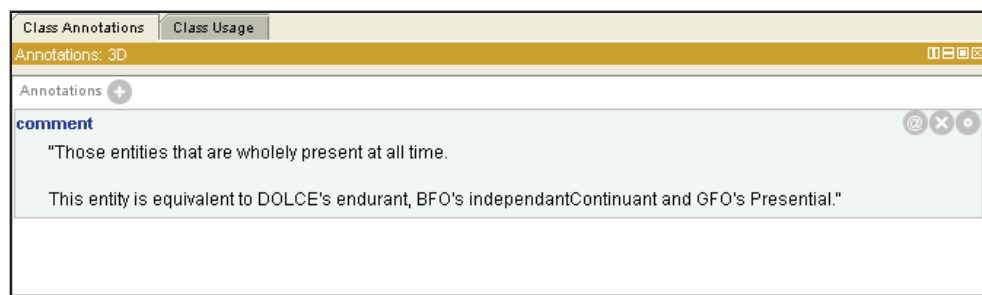 Class Annotations Class Usage
Annotations: 3D
Annotations
comment
"Those entities that are wholely present at all time.
This entity is equivalent to DOLCE's endurant, BFO's independantContinuant and GFO's Presential."